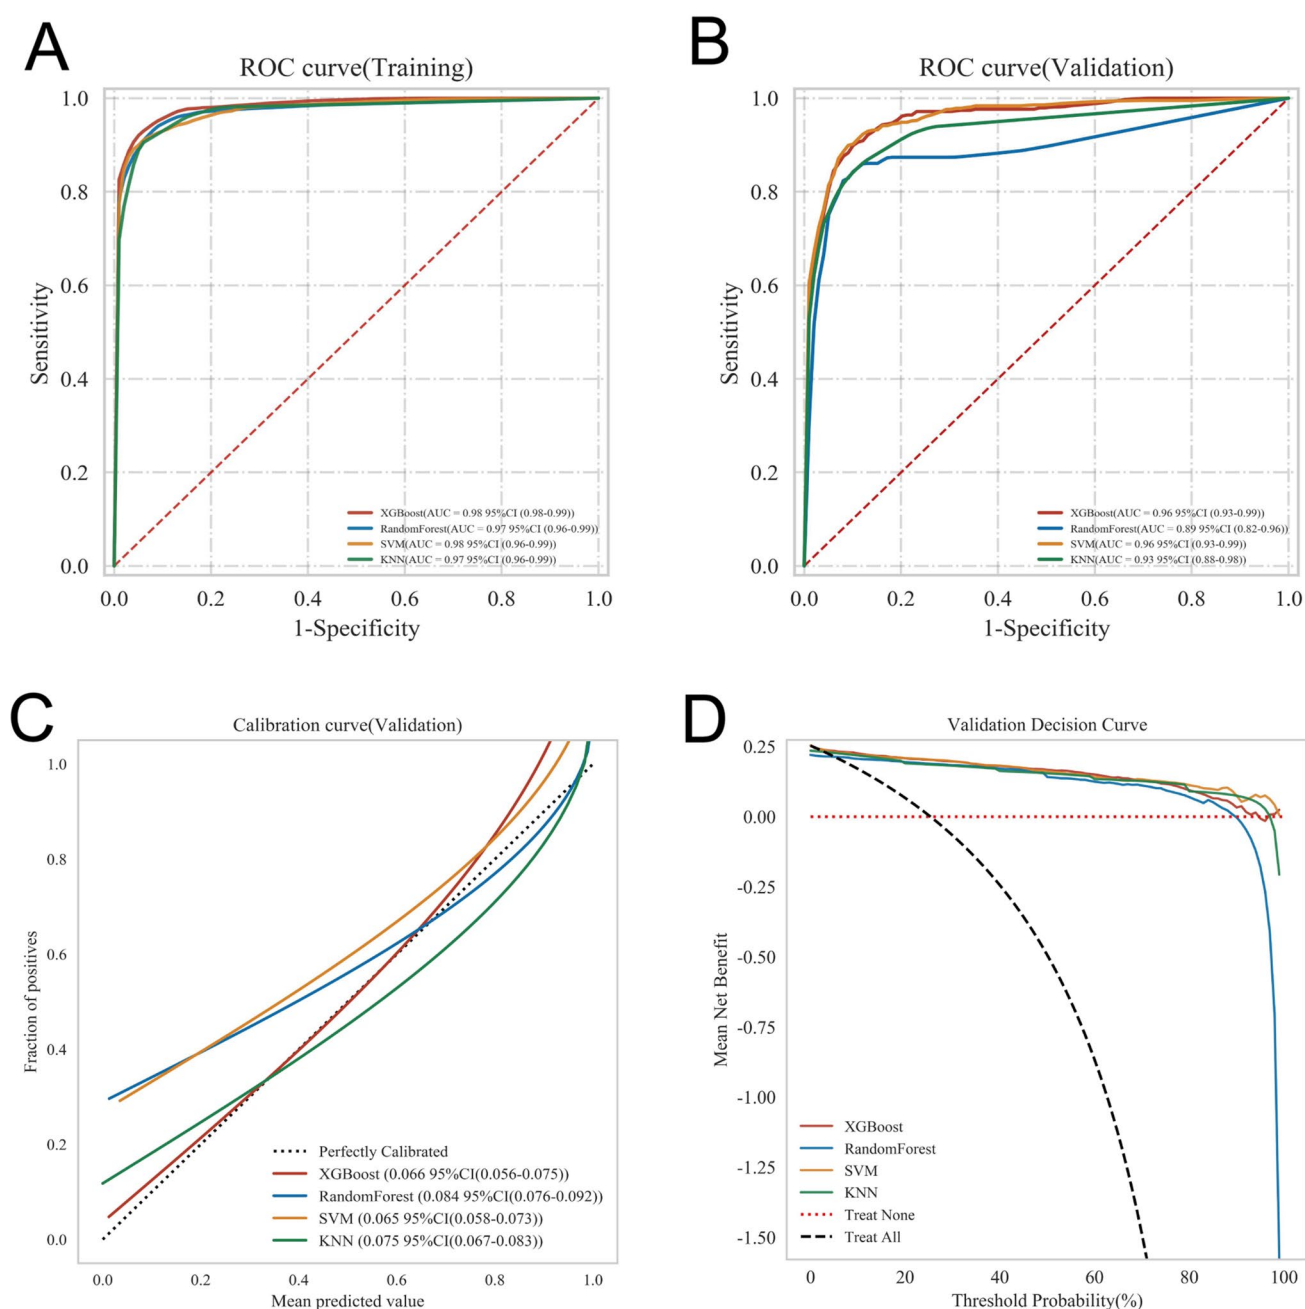 A
ROC curve(Training)
1.0
0.8
0.6
0.4
0.2
0.0
Sensitivity
XGBoost(AUC = 0.98 95%CI (0.98-0.99))
RandomForest(AUC = 0.97 95%CI (0.96-0.99))
SVM(AUC = 0.98 95%CI (0.96-0.99))
KNN(AUC = 0.97 95%CI (0.96-0.99))
0.0 0.2 0.4 0.6 0.8 1.0
1-Specificity
B
ROC curve(Validation)
1.0
0.8
0.6
0.4
0.2
0.0
Sensitivity
XGBoost(AUC = 0.96 95%CI (0.93-0.99))
RandomForest(AUC = 0.89 95%CI (0.82-0.96))
SVM(AUC = 0.96 95%CI (0.93-0.99))
KNN(AUC = 0.93 95%CI (0.88-0.98))
0.0 0.2 0.4 0.6 0.8 1.0
1-Specificity
C
Calibration curve(Validation)
1.0
0.8
0.6
0.4
0.2
0.0
Fraction of positives
Perfectly Calibrated
XGBoost (0.066 95%CI(0.056-0.075))
RandomForest (0.084 95%CI(0.076-0.092))
SVM (0.065 95%CI(0.058-0.073))
KNN (0.075 95%CI(0.067-0.083))
0.0 0.2 0.4 0.6 0.8 1.0
Mean predicted value
D
Validation Decision Curve
0.25
0.00
-0.25
-0.50
-0.75
-1.00
-1.25
-1.50
Mean Net Benefit
XGBoost
RandomForest
SVM
KNN
Treat None
Treat All
0 20 40 60 80 100
Threshold Probability(%)